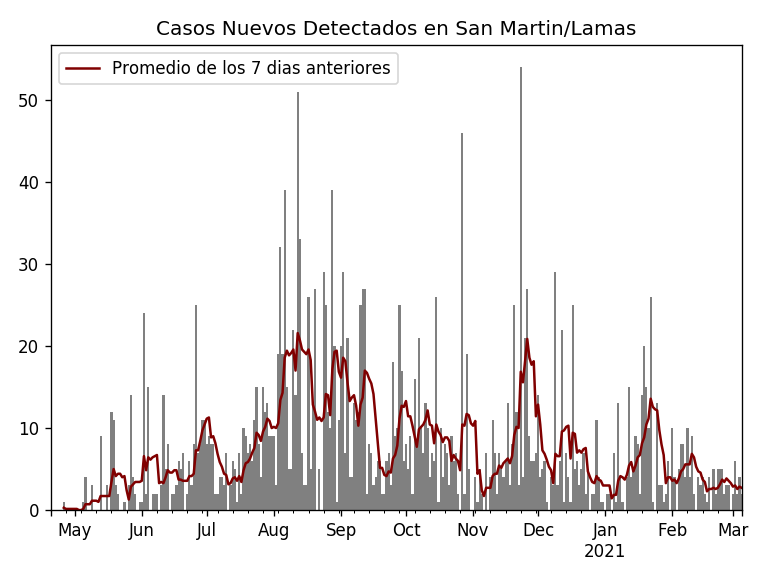 Casos Nuevos Detectados en San Martin/Lamas
Promedio de los 7 dias anteriores
50
40
30
20
10
0
May Jun Jul Aug Sep Oct Nov Dec Jan Feb Mar
2021